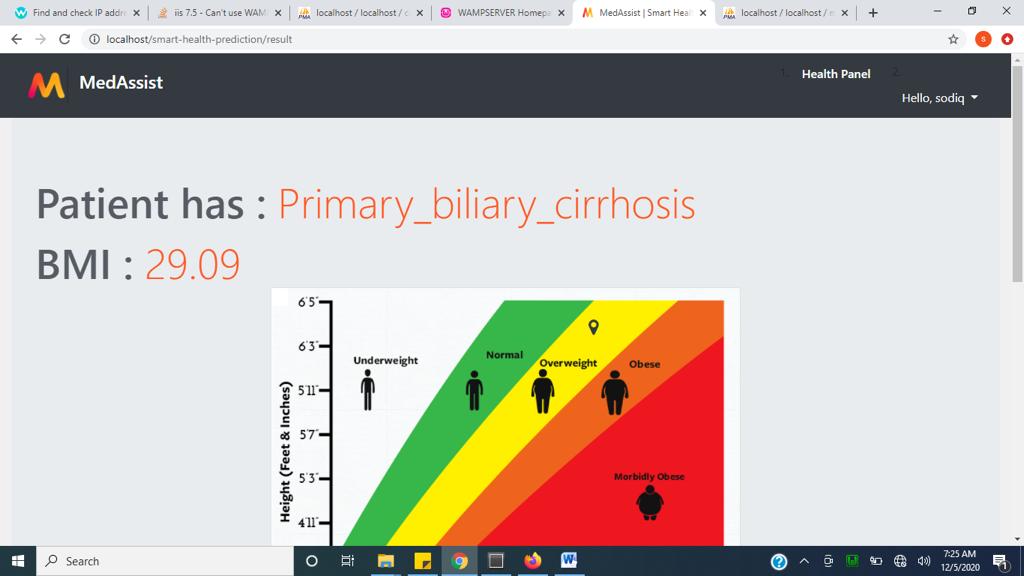 Find and check IP addre
iis 7.5 - Can't use WAM
localhost / localhost / c
WAMPSERVER Homepa
MedAssist | Smart Heal
localhost / localhost / m
localhost/smart-health-prediction/result
S
MedAssist
1. Health Panel
2.
Hello, sodiq
Patient has : Primary_biliary_cirrhosis
BMI : 29.09
6'5"
6'3"
5'11"
5'7"
5'3"
4'11"
Height (Feet & Inches)
Underweight
Normal
Overweight
Obese
Morbidly Obese
Search
7:25 AM
12/5/2020
1